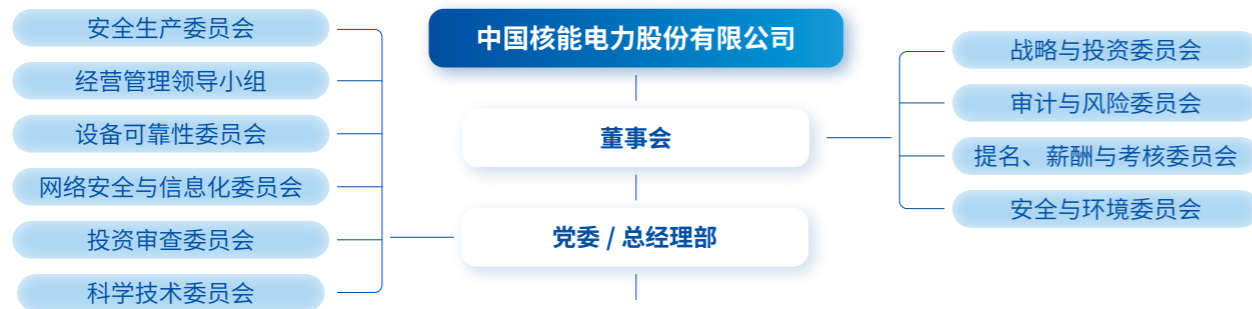 中国核能电力股份有限公司
董事会
党委 / 总经理部
安全生产委员会
经营管理领导小组
设备可靠性委员会
网络安全与信息化委员会
投资审查委员会
科学技术委员会
战略与投资委员会
审计与风险委员会
提名、薪酬与考核委员会
安全与环境委员会